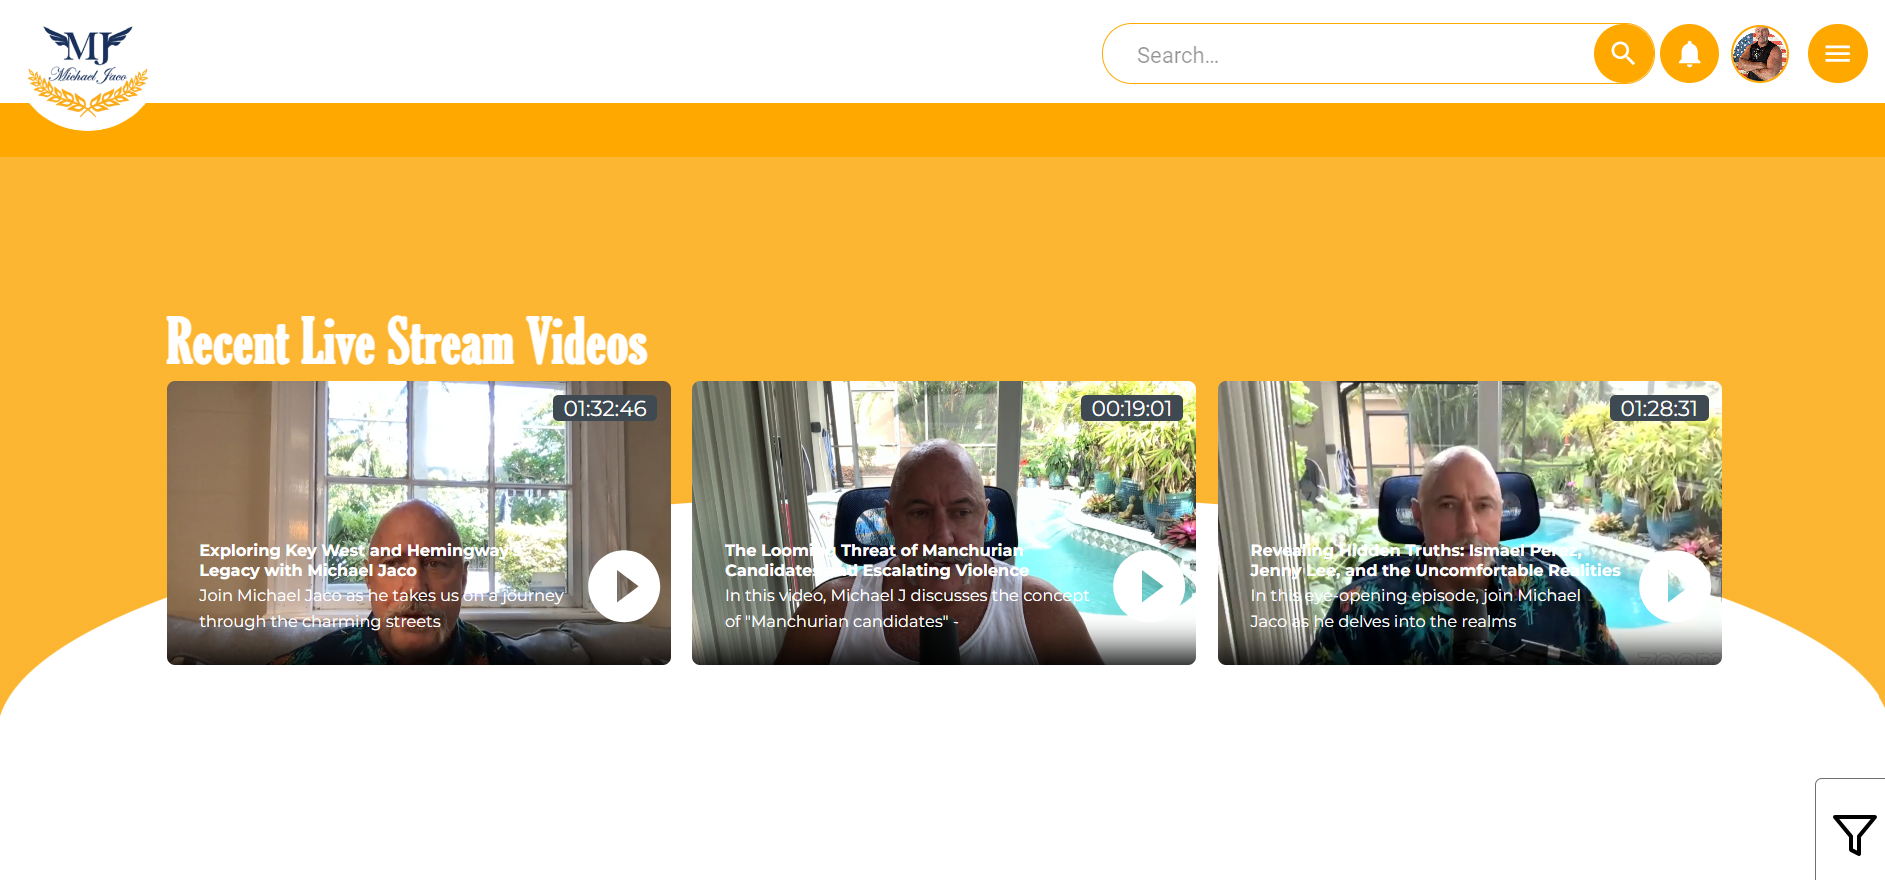 MJ
Michael Jaco
Search...
Recent Live Stream Videos
01:32:46
Exploring Key West and Hemingway's
Legacy with Michael Jaco
Join Michael Jaco as he takes us on a journey
through the charming streets
00:19:01
The Looming Threat of Manchurian
Candidates and Escalating Violence
In this video, Michael J discusses the concept
of "Manchurian candidates" -
01:28:31
Revealing Hidden Truths: Ismael Perez,
Jenny Lee, and the Uncomfortable Realities
In this eye-opening episode, join Michael
Jaco as he delves into the realms
zoom